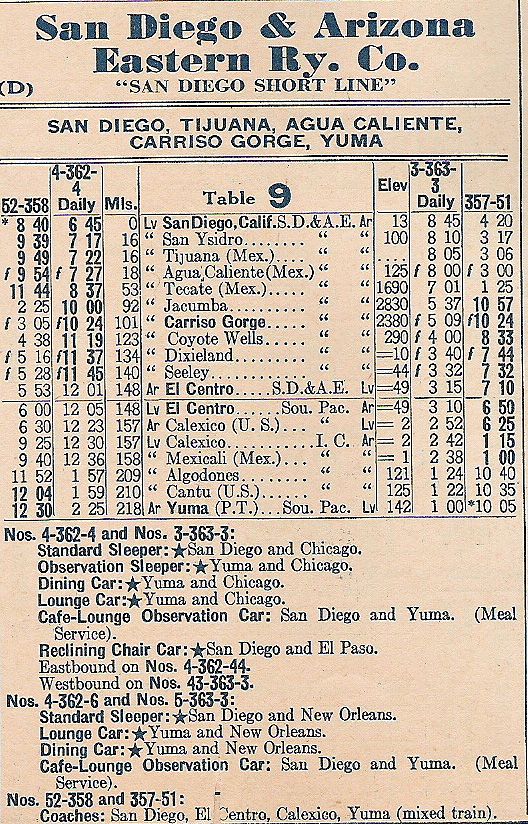 San Diego & Arizona
Eastern Ry. Co.
(D) "SAN DIEGO SHORT LINE"
SAN DIEGO, TIJUANA, AGUA CALIENTE,
CARRISO GORGE, YUMA
52-358 4-362-4 Daily Mls. Table 9 Elev 3-363-3 Daily 357-51
* 8 40 6 45 0 Lv San Diego, Calif. S.D.&A.E. Ar 13 8 45 4 20
9 39 7 17 16 " San Ysidro........ " " 100 8 10 3 17
9 49 7 22 16 " Tijuana (Mex.).... " " .... 8 05 3 06
f 9 54 f 7 27 18 " Agua Caliente (Mex.) " " 125 f 8 00 f 3 00
11 44 8 37 53 " Tecate (Mex.)..... " " 1690 7 01 1 25
2 25 10 00 92 " Jacumba......... " " 2830 5 37 10 57
f 3 05 f10 24 101 " Carriso Gorge..... " " 2380 f 5 09 f10 24
4 38 11 19 123 " Coyote Wells..... " " 290 f 4 00 8 33
f 5 16 f11 37 134 " Dixieland........ " " =10 f 3 40 f 7 44
f 5 28 f11 45 140 " Seeley........... " " =44 f 3 32 7 32
5 53 12 01 148 Ar El Centro.....S.D.&A.E. Lv =49 3 15 7 10
6 00 12 05 148 Lv El Centro......Sou. Pac. Ar =49 3 10 6 50
6 30 12 23 157 Ar Calexico (U. S.)... " Lv = 2 2 52 6 25
9 25 12 30 157 Lv Calexico..........I. C. Ar = 2 2 42 1 15
9 40 12 36 158 " Mexicali (Mex.)... " " = 1 2 38 1 00
11 52 1 57 209 " Algodones........ " " 121 1 24 10 40
12 04 1 59 210 " Cantu (U.S.)...... " " 125 1 22 10 35
12 30 2 25 218 Ar Yuma (P.T.)... Sou. Pac. Lv 142 1 00 *10 05
Nos. 4-362-4 and Nos. 3-363-3:
Standard Sleeper: ★San Diego and Chicago.
Observation Sleeper: ★Yuma and Chicago.
Dining Car: ★Yuma and Chicago.
Lounge Car: ★Yuma and Chicago.
Cafe-Lounge Observation Car: San Diego and Yuma. (Meal
Service).
Reclining Chair Car: ★San Diego and El Paso.
Eastbound on Nos. 4-362-44.
Westbound on Nos. 43-363-3.
Nos. 4-362-6 and Nos. 5-363-3:
Standard Sleeper: ★San Diego and New Orleans.
Lounge Car: ★Yuma and New Orleans.
Dining Car: ★Yuma and New Orleans.
Cafe-Lounge Observation Car: San Diego and Yuma. (Meal
Service.)
Nos. 52-358 and 357-51:
Coaches: San Diego, El Centro, Calexico, Yuma (mixed train).